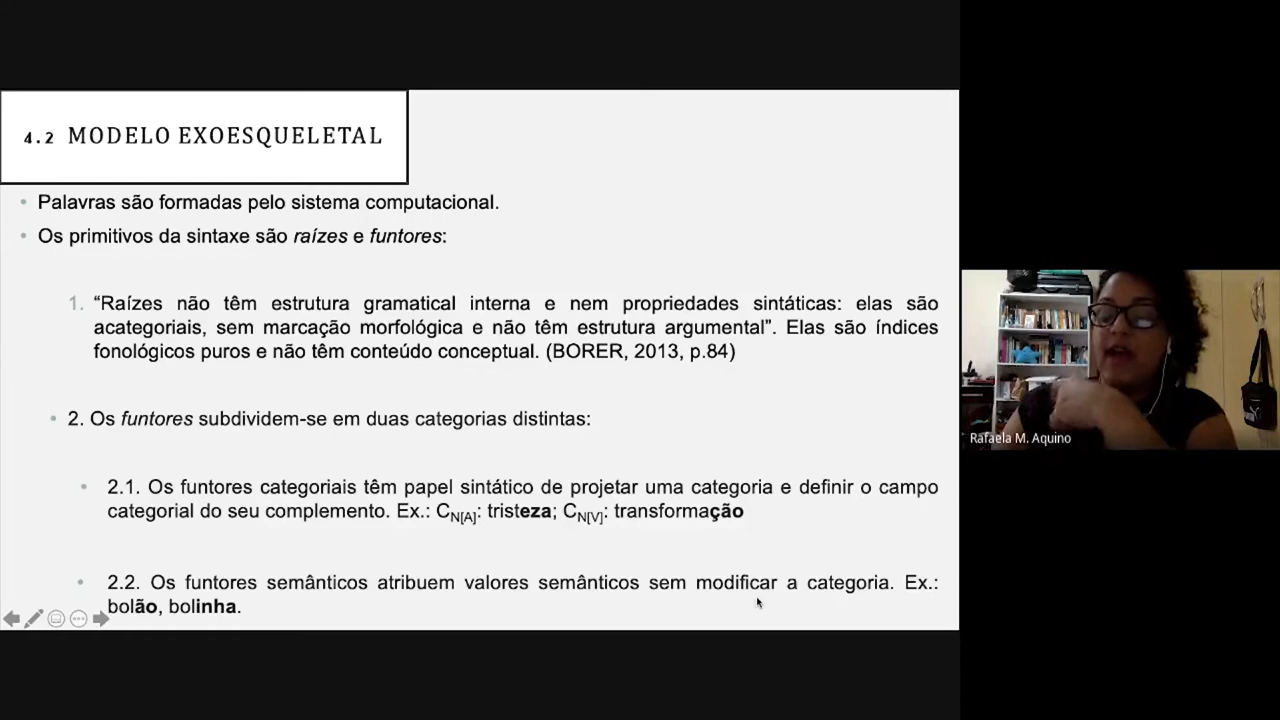 4.2 MODELO EXOESQUELETAL
• Palavras são formadas pelo sistema computacional.
• Os primitivos da sintaxe são raízes e funtores:
1. “Raízes não têm estrutura gramatical interna e nem propriedades sintáticas: elas são
acategoriais, sem marcação morfológica e não têm estrutura argumental”. Elas são índices
fonológicos puros e não têm conteúdo conceptual. (BORER, 2013, p.84)
• 2. Os funtores subdividem-se em duas categorias distintas:
• 2.1. Os funtores categoriais têm papel sintático de projetar uma categoria e definir o campo
categorial do seu complemento. Ex.: CN[A]: tristeza; CN[V]: transformação
• 2.2. Os funtores semânticos atribuem valores semânticos sem modificar a categoria. Ex.:
bolão, bolinha.
Rafaela M. Aquino